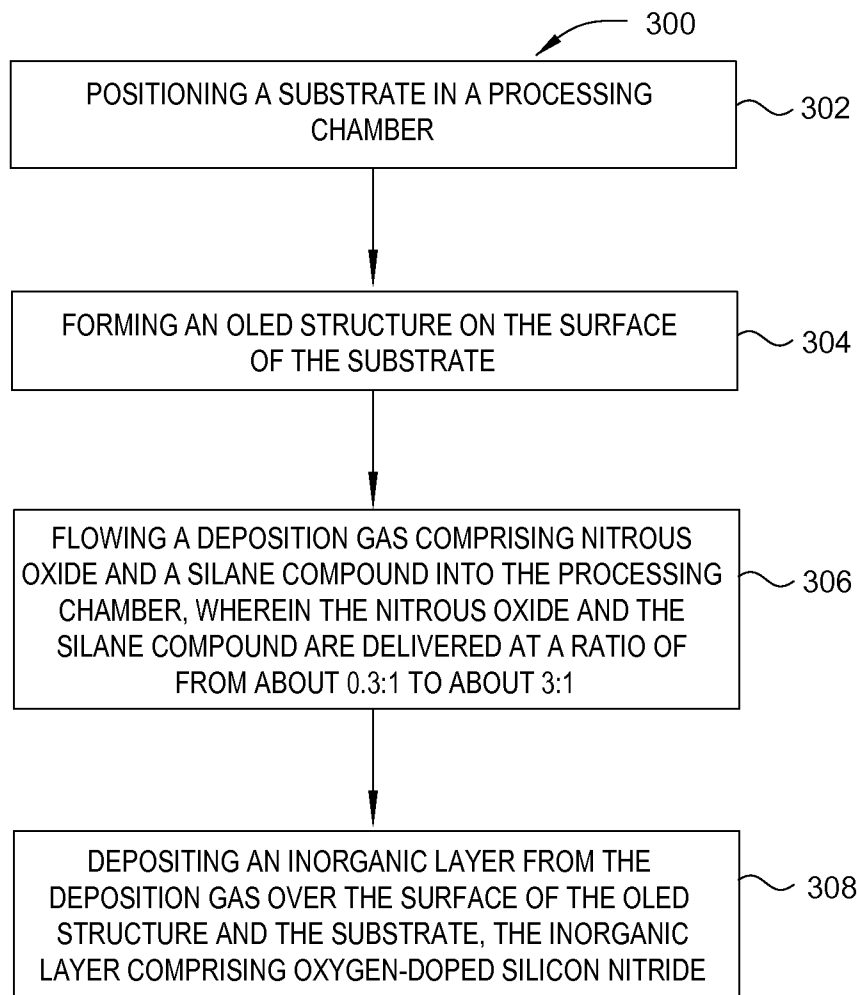 300
POSITIONING A SUBSTRATE IN A PROCESSING
CHAMBER
302
FORMING AN OLED STRUCTURE ON THE SURFACE
OF THE SUBSTRATE
304
FLOWING A DEPOSITION GAS COMPRISING NITROUS
OXIDE AND A SILANE COMPOUND INTO THE PROCESSING
CHAMBER, WHEREIN THE NITROUS OXIDE AND THE
SILANE COMPOUND ARE DELIVERED AT A RATIO OF
FROM ABOUT 0.3:1 TO ABOUT 3:1
306
DEPOSITING AN INORGANIC LAYER FROM THE
DEPOSITION GAS OVER THE SURFACE OF THE OLED
STRUCTURE AND THE SUBSTRATE, THE INORGANIC
LAYER COMPRISING OXYGEN-DOPED SILICON NITRIDE
308